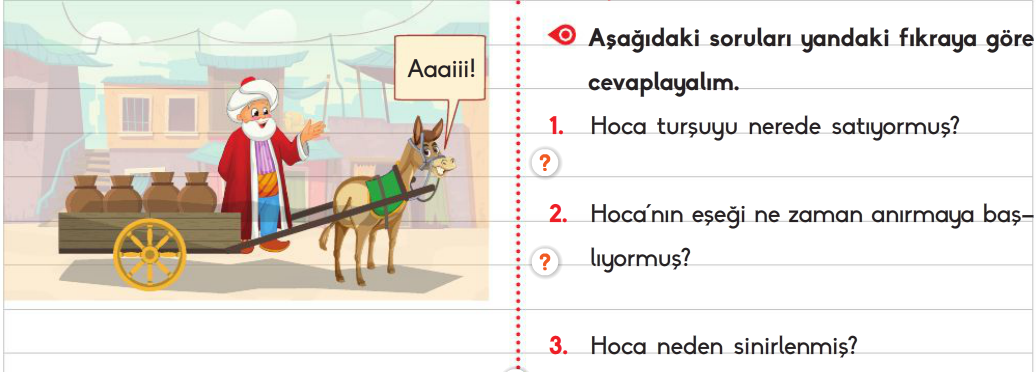 Aaaiii!
Aşağıdaki soruları yandaki fıkraya göre
cevaplayalım.
1. Hoca turşuyu nerede satıyormuş?
?
2. Hoca'nın eşeği ne zaman anırmaya baş-
? lıyormuş?
3. Hoca neden sinirlenmiş?